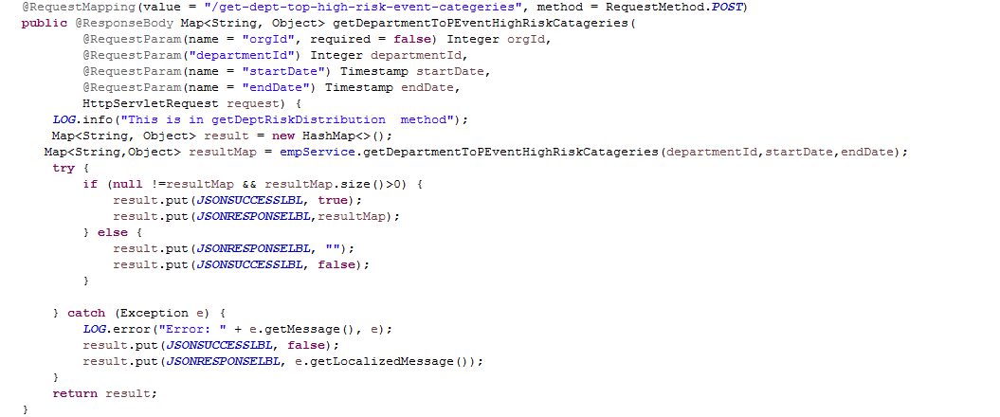 @RequestMapping(value = "/get-dept-top-high-risk-event-categeries", method = RequestMethod.POST)
public @ResponseBody Map<String, Object> getDepartmentToPEventHighRiskCatageries(
@RequestParam(name = "orgId", required = false) Integer orgId,
@RequestParam("departmentId") Integer departmentId,
@RequestParam(name = "startDate") Timestamp startDate,
@RequestParam(name = "endDate") Timestamp endDate,
HttpServletRequest request) {
LOG.info("This is in getDeptRiskDistribution  method");
Map<String, Object> result = new HashMap<>();
Map<String,Object> resultMap = empService.getDepartmentToPEventHighRiskCatageries(departmentId,startDate,endDate);
try {
if (null !=resultMap && resultMap.size()>0) {
result.put(JSONSUCCESSLBL, true);
result.put(JSONRESPONSELBL,resultMap);
} else {
result.put(JSONRESPONSELBL, "");
result.put(JSONSUCCESSLBL, false);
}
} catch (Exception e) {
LOG.error("Error: " + e.getMessage(), e);
result.put(JSONSUCCESSLBL, false);
result.put(JSONRESPONSELBL, e.getLocalizedMessage());
}
return result;
}